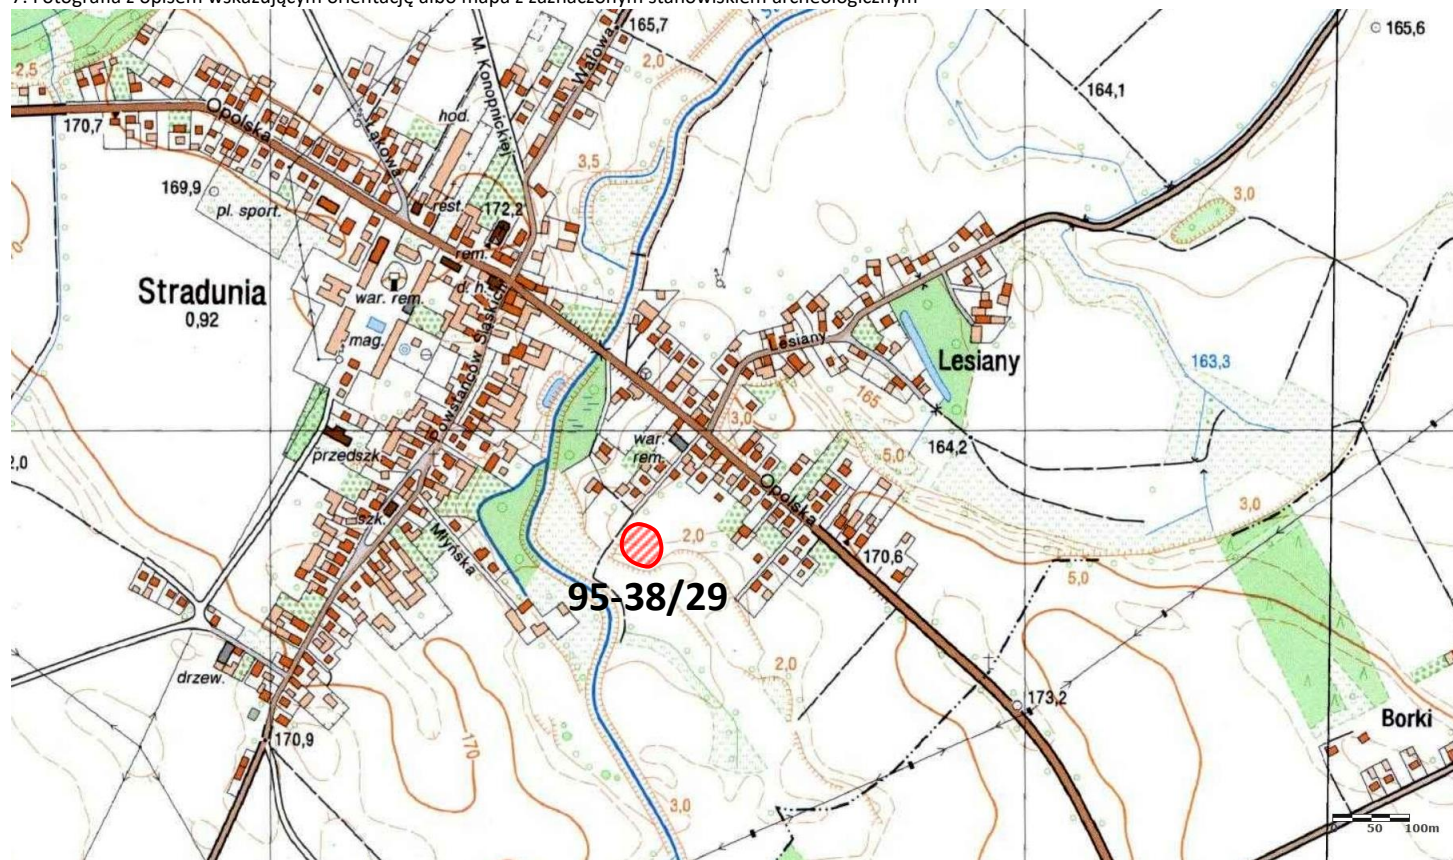 7. Fotografia z opisem wskazującym orientację albo mapa z zaznaczonym stanowiskiem archeologicznym
165,7
165,6
2,5
2,0
Wałowa
M. Konopnickiej
hod.
164,1
Opolska
170,7
Łąkowa
3,5
169,9
pl. sport.
rest.
172,2
3,0
rem.
Stradunia
0,92
war. rem.
d. h.
mag.
Powstańców Śląskich
Lesiany
Lesiany
163,3
165
3,0
war.
rem.
164,2
przedszk.
2,0
5,0
Opolska
3,0
szk.
Młyńska
2,0
170,6
5,0
95-38/29
2,0
drzew.
173,2
170,9
170
Borki
3,0
50 100m